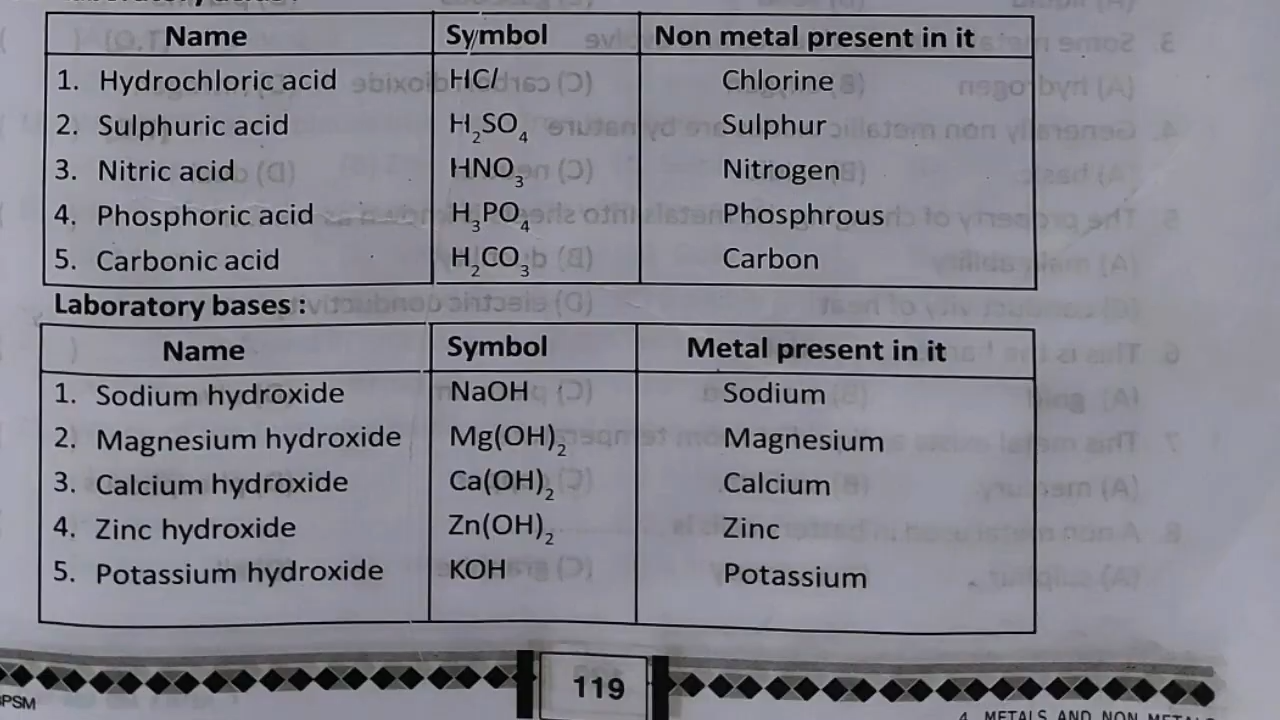 Name Symbol Non metal present in it
1. Hydrochloric acid HCl Chlorine
2. Sulphuric acid H₂SO₄ Sulphur
3. Nitric acid HNO₃ Nitrogen
4. Phosphoric acid H₃PO₄ Phosphrous
5. Carbonic acid H₂CO₃ Carbon
Laboratory bases :
Name Symbol Metal present in it
1. Sodium hydroxide NaOH Sodium
2. Magnesium hydroxide Mg(OH)₂ Magnesium
3. Calcium hydroxide Ca(OH)₂ Calcium
4. Zinc hydroxide Zn(OH)₂ Zinc
5. Potassium hydroxide KOH Potassium
119
PSM
4. METALS AND NON